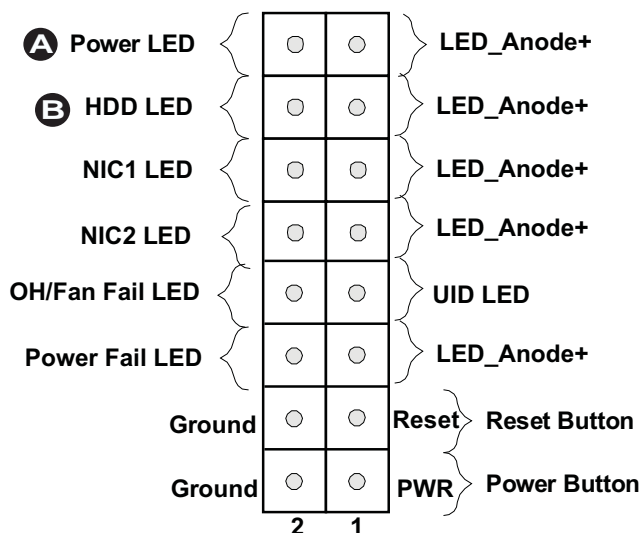 A Power LED LED_Anode+
B HDD LED LED_Anode+
NIC1 LED LED_Anode+
NIC2 LED LED_Anode+
OH/Fan Fail LED UID LED
Power Fail LED LED_Anode+
Ground Reset Reset Button
Ground PWR Power Button
2 1